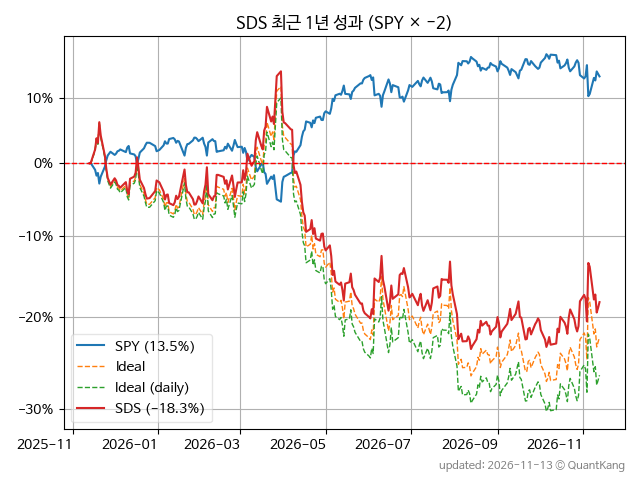 SDS 최근 1년 성과 (SPY × −2)
10%
0%
−10%
−20%
−30%
SPY (13.5%)
Ideal
Ideal (daily)
SDS (−18.3%)
2025-11 2026-01 2026-03 2026-05 2026-07 2026-09 2026-11
updated: 2026-11-13 © QuantKang